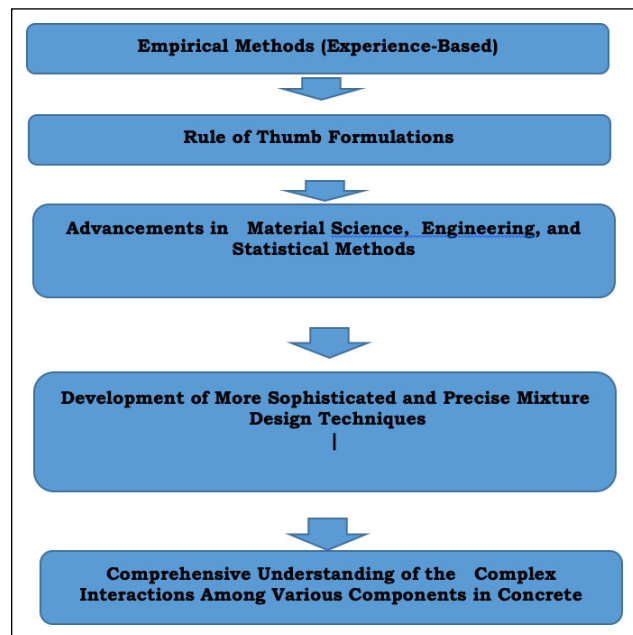 Empirical Methods (Experience-Based)
Rule of Thumb Formulations
Advancements in Material Science, Engineering, and
Statistical Methods
Development of More Sophisticated and Precise Mixture
Design Techniques
|
Comprehensive Understanding of the Complex
Interactions Among Various Components in Concrete